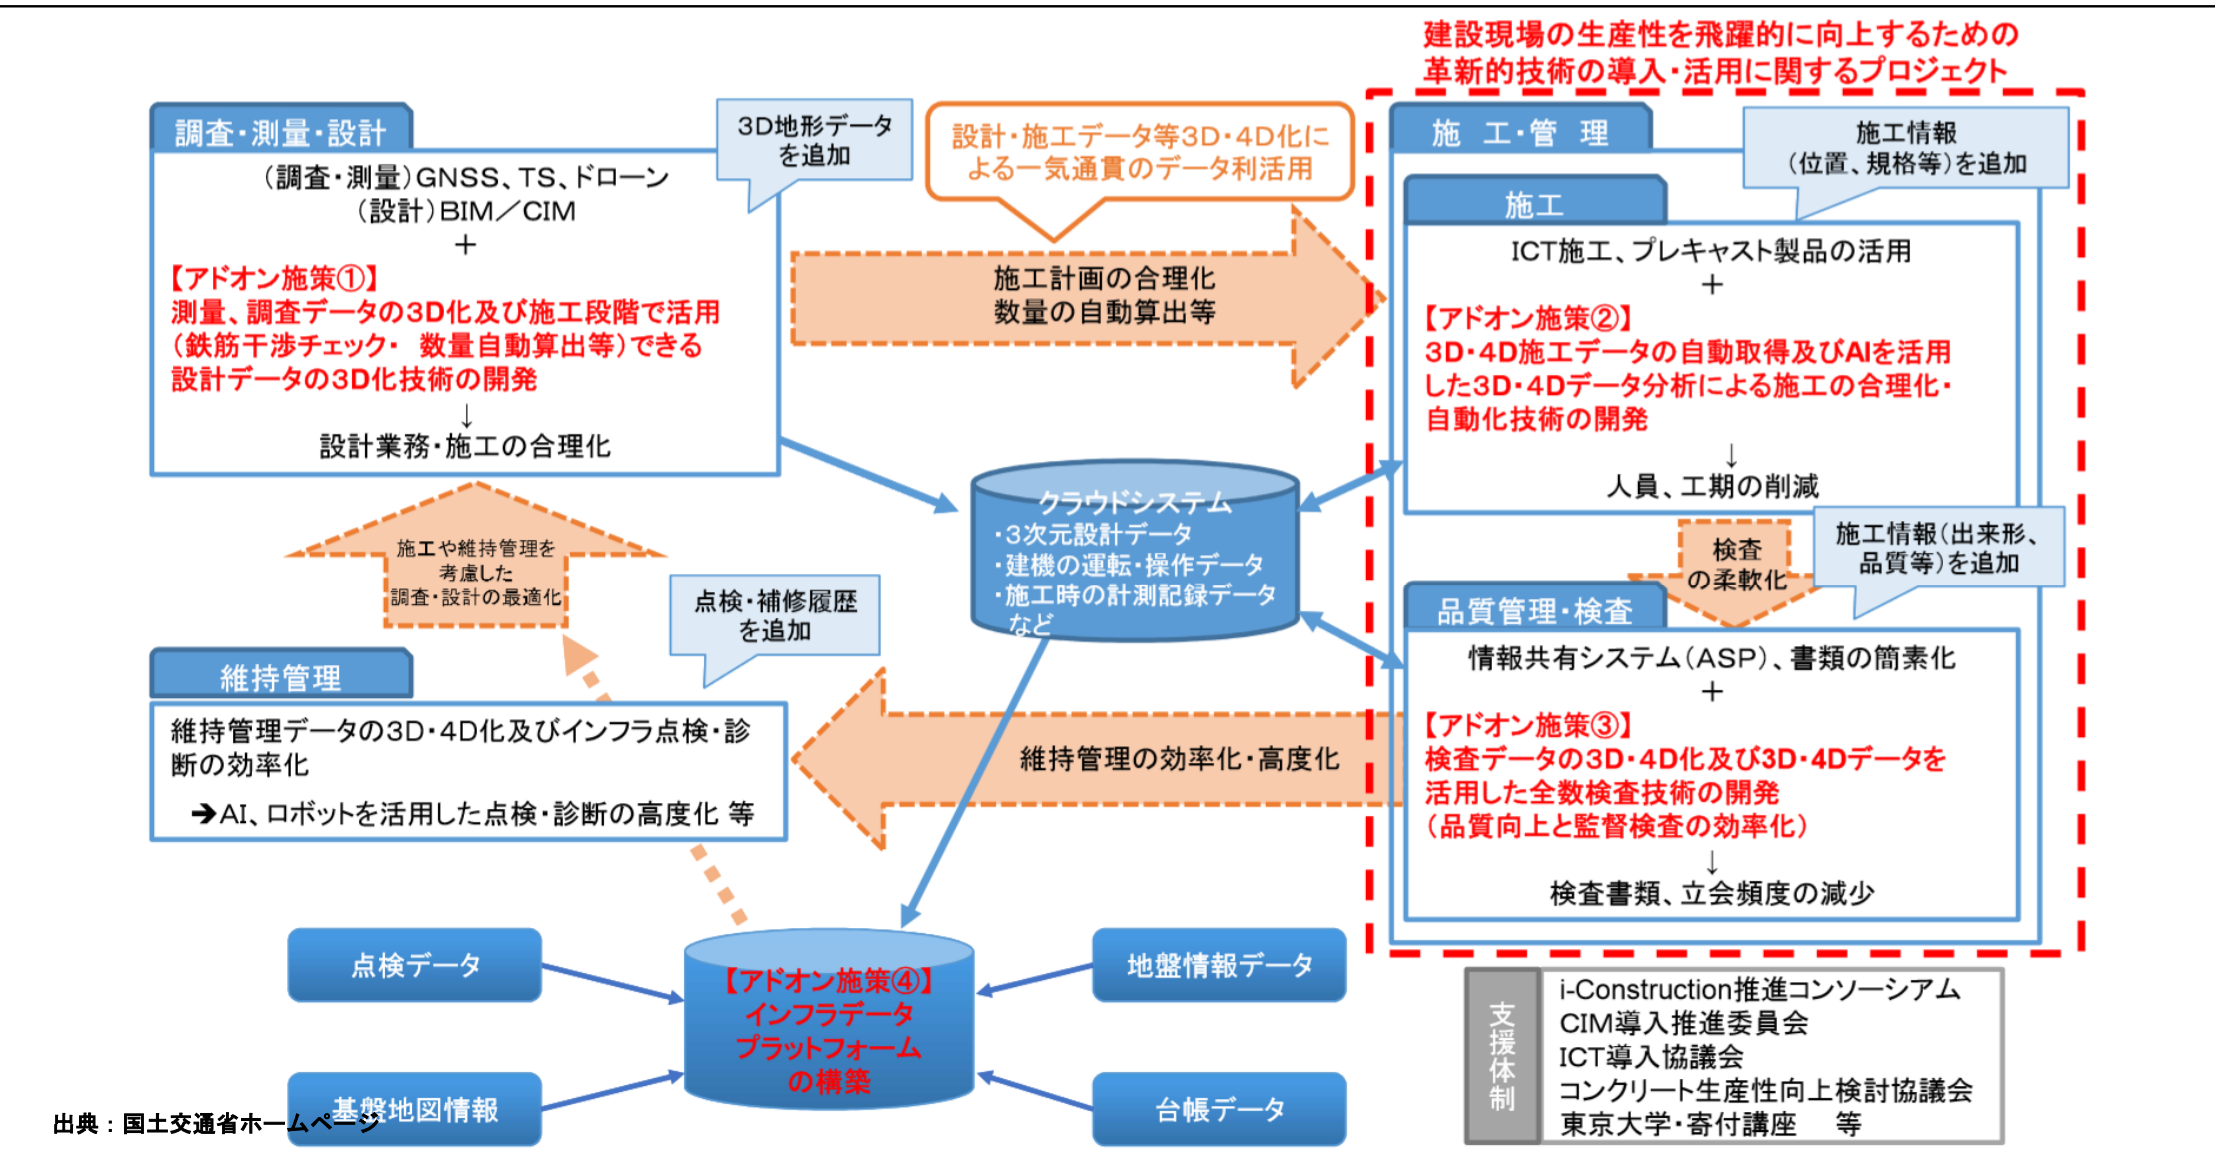 建設現場の生産性を飛躍的に向上するための
革新的技術の導入・活用に関するプロジェクト
調査・測量・設計
(調査・測量)GNSS、TS、ドローン
(設計)BIM／CIM
＋
【アドオン施策①】
測量、調査データの3D化及び施工段階で活用
(鉄筋干渉チェック・ 数量自動算出等)できる
設計データの3D化技術の開発
↓
設計業務・施工の合理化
3D地形データ
を追加
設計・施工データ等3D・4D化に
よる一気通貫のデータ利活用
施工計画の合理化
数量の自動算出等
施 工・管 理
施工情報
(位置、規格等)を追加
施工
ICT施工、プレキャスト製品の活用
＋
【アドオン施策②】
3D・4D施工データの自動取得及びAIを活用
した3D・4Dデータ分析による施工の合理化・
自動化技術の開発
↓
人員、工期の削減
検査
の柔軟化
施工情報(出来形、
品質等)を追加
品質管理・検査
情報共有システム(ASP)、書類の簡素化
＋
【アドオン施策③】
検査データの3D・4D化及び3D・4Dデータを
活用した全数検査技術の開発
(品質向上と監督検査の効率化)
↓
検査書類、立会頻度の減少
クラウドシステム
・3次元設計データ
・建機の運転・操作データ
・施工時の計測記録データ
など
施工や維持管理を
考慮した
調査・設計の最適化
点検・補修履歴
を追加
維持管理
維持管理データの3D・4D化及びインフラ点検・診
断の効率化
➔AI、ロボットを活用した点検・診断の高度化 等
維持管理の効率化・高度化
点検データ
基盤地図情報
【アドオン施策④】
インフラデータ
プラットフォーム
の構築
地盤情報データ
台帳データ
支援体制
i-Construction推進コンソーシアム
CIM導入推進委員会
ICT導入協議会
コンクリート生産性向上検討協議会
東京大学・寄付講座 等
出典：国土交通省ホームページ